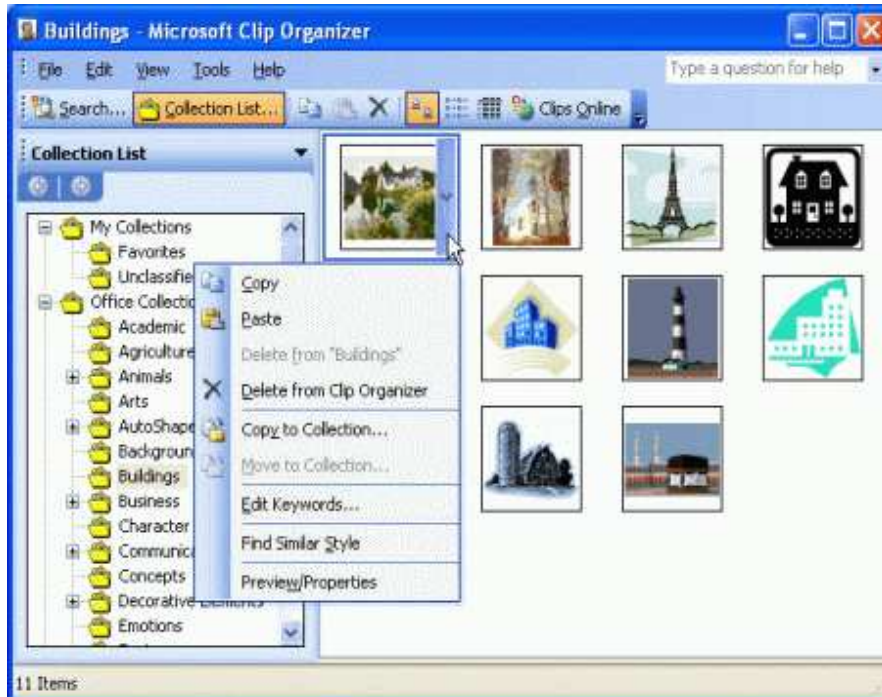 Buildings - Microsoft Clip Organizer
File Edit View Tools Help Type a question for help
Search... Collection List... Clips Online
Collection List
My Collections
Favorites
Unclassifie
Office Collectio
Academic
Agriculture
Animals
Arts
AutoShape
Backgroun
Buildings
Business
Character
Communica
Concepts
Decorative Elements
Emotions
Copy
Paste
Delete from "Buildings"
Delete from Clip Organizer
Copy to Collection...
Move to Collection...
Edit Keywords...
Find Similar Style
Preview/Properties
11 Items